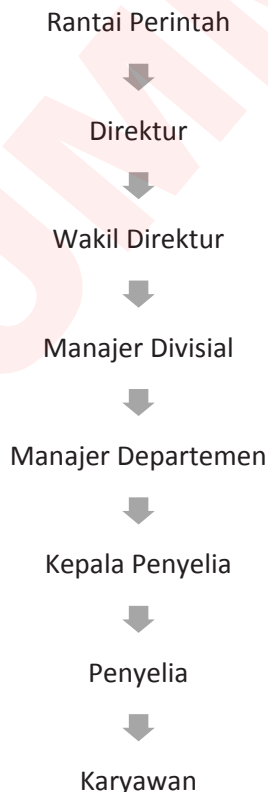 Rantai Perintah
Direktur
Wakil Direktur
Manajer Divisial
Manajer Departemen
Kepala Penyelia
Penyelia
Karyawan